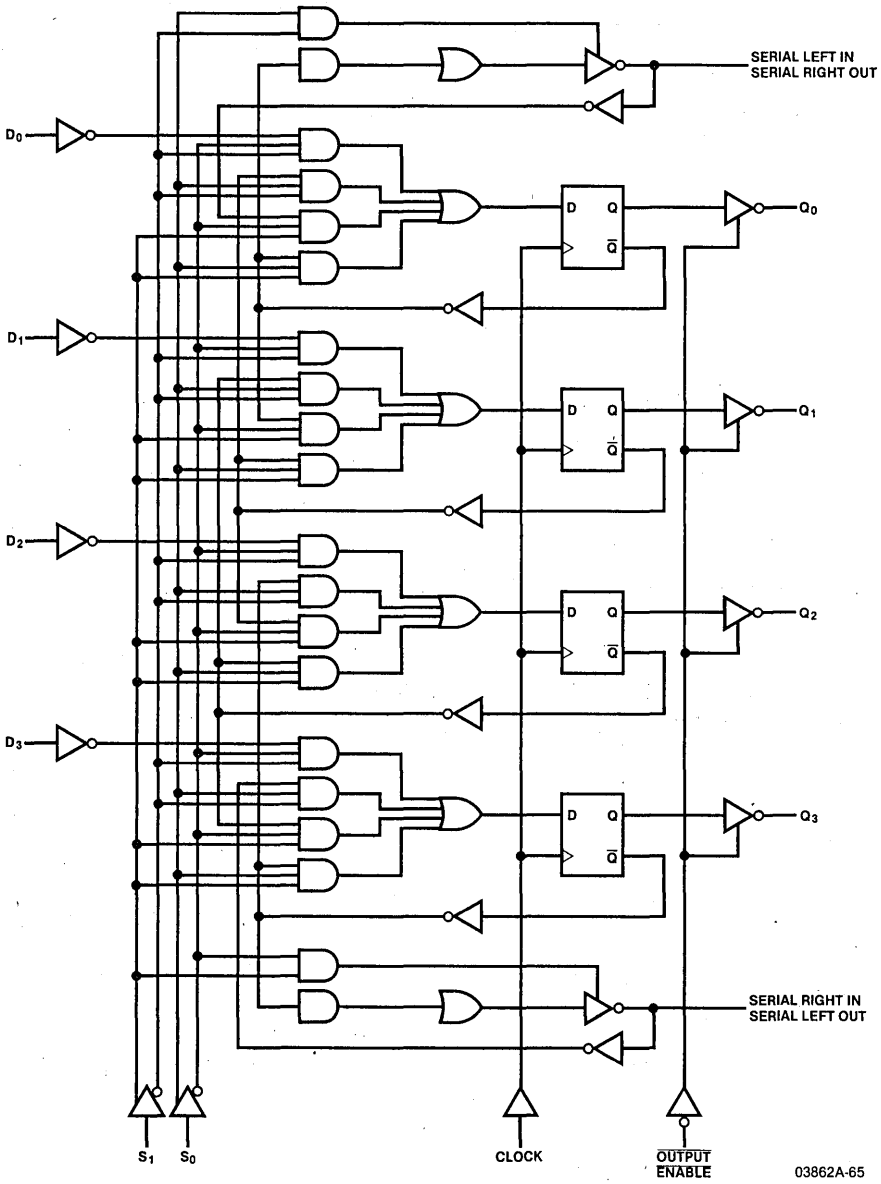 SERIAL LEFT IN
SERIAL RIGHT OUT
D0
D Q
Q̅
Q0
D1
D Q
Q̅
Q1
D2
D Q
Q̅
Q2
D3
D Q
Q̅
Q3
SERIAL RIGHT IN
SERIAL LEFT OUT
S1 S0 CLOCK OUTPUT
ENABLE
03862A-65